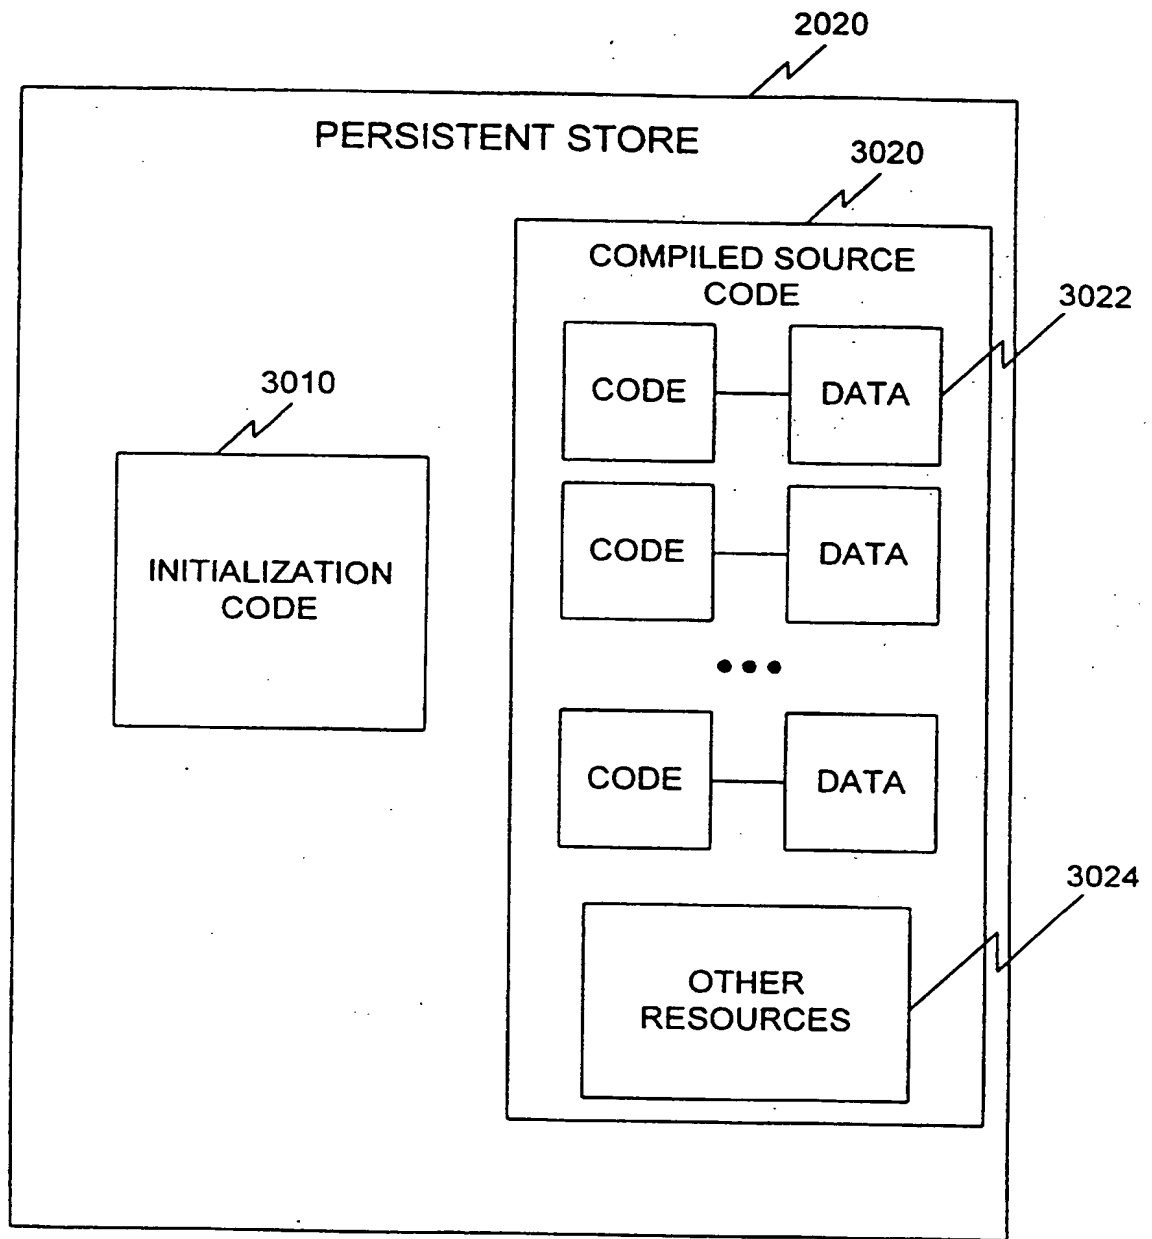 2020
PERSISTENT STORE
3020
COMPILED SOURCE
CODE
3022
CODE
DATA
3010
INITIALIZATION
CODE
CODE
DATA
CODE
DATA
3024
OTHER
RESOURCES